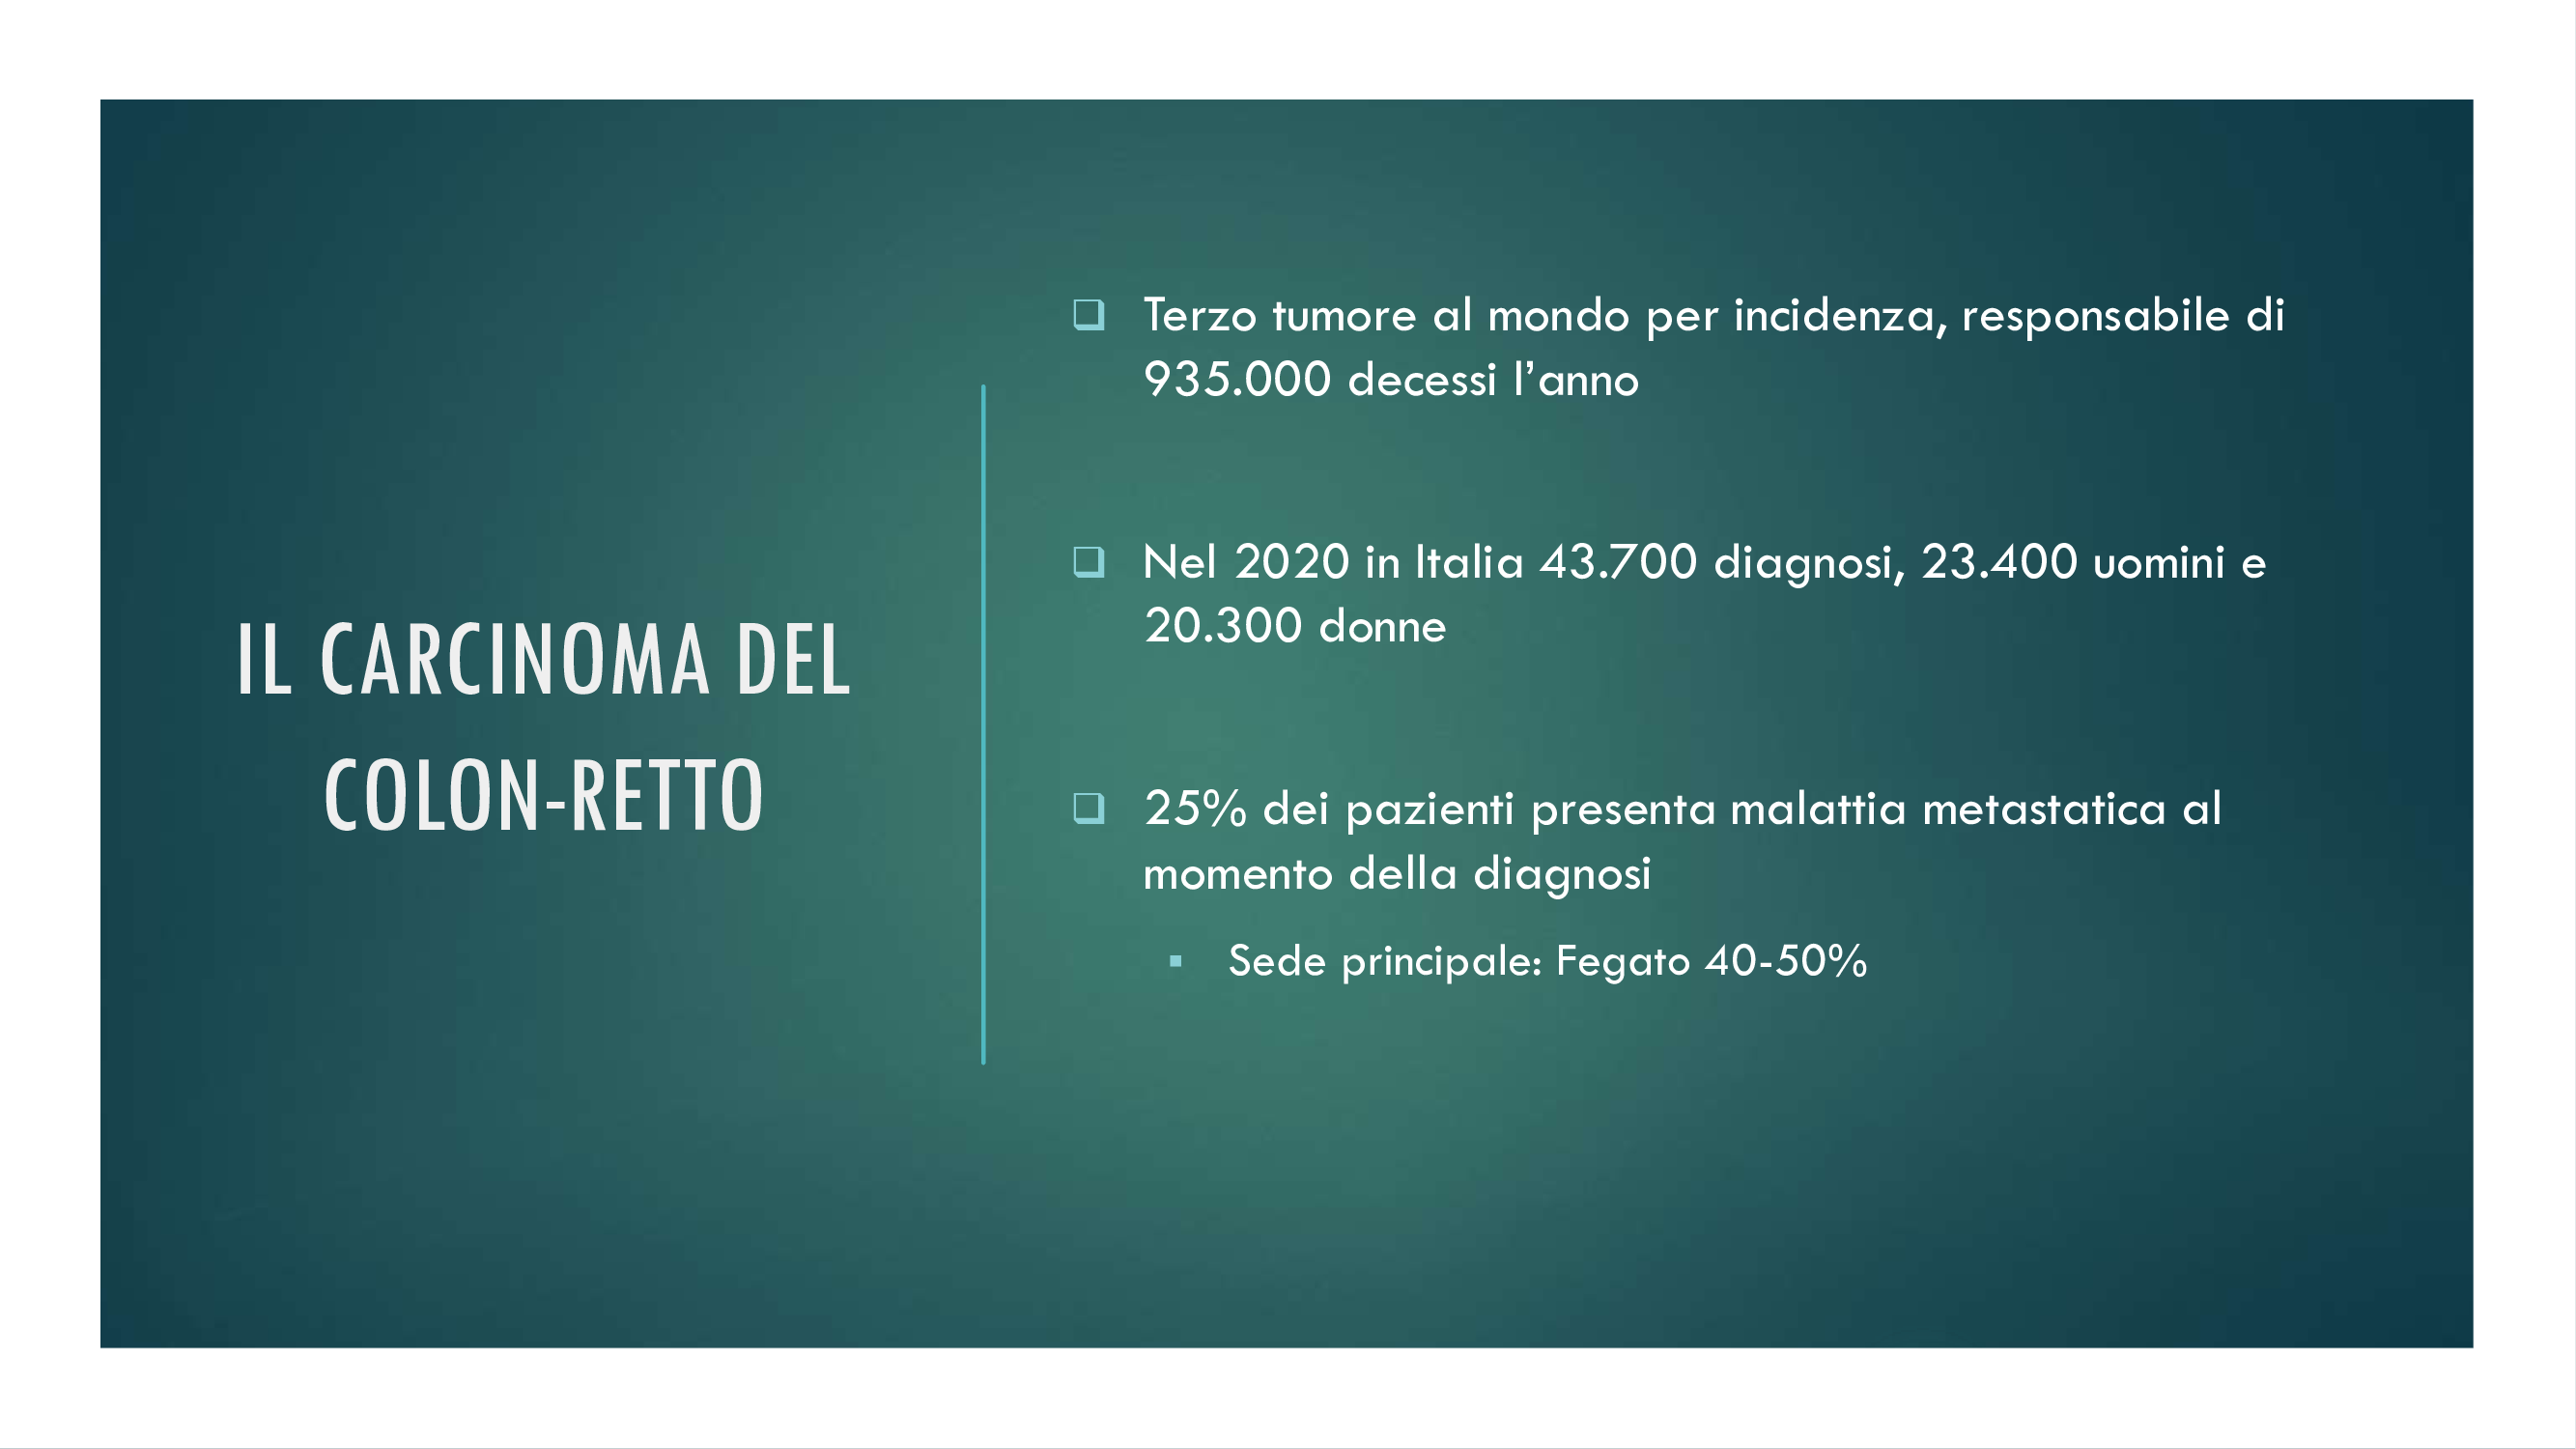 IL CARCINOMA DEL
COLON-RETTO
Terzo tumore al mondo per incidenza, responsabile di
935.000 decessi l’anno
Nel 2020 in Italia 43.700 diagnosi, 23.400 uomini e
20.300 donne
25% dei pazienti presenta malattia metastatica al
momento della diagnosi
Sede principale: Fegato 40-50%